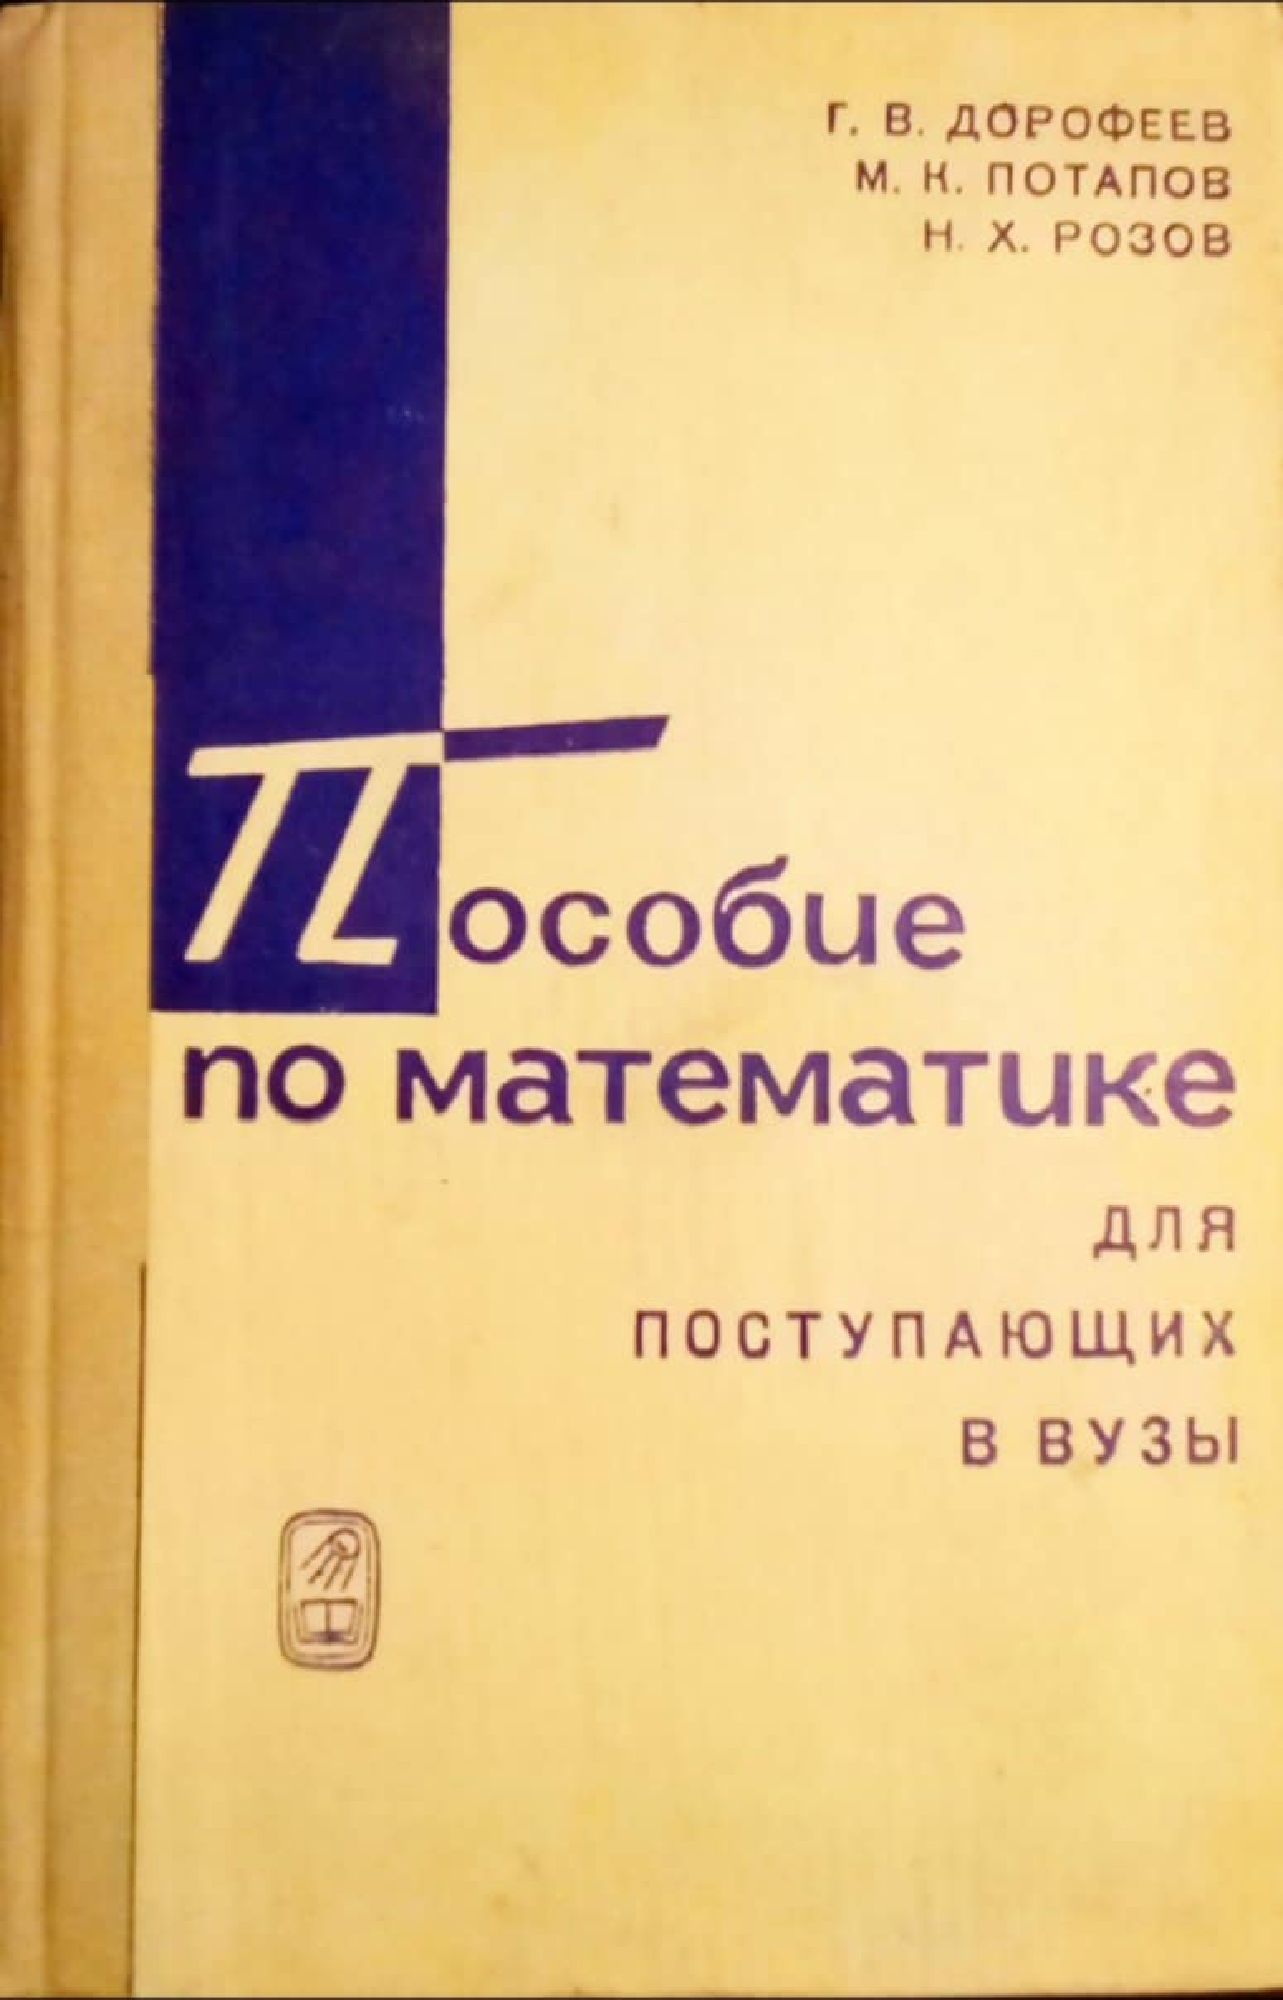 Г. В. ДОРОФЕЕВ
М. К. ПОТАПОВ
Н. Х. РОЗОВ
Пособие
по математике
ДЛЯ
ПОСТУПАЮЩИХ
В ВУЗЫ